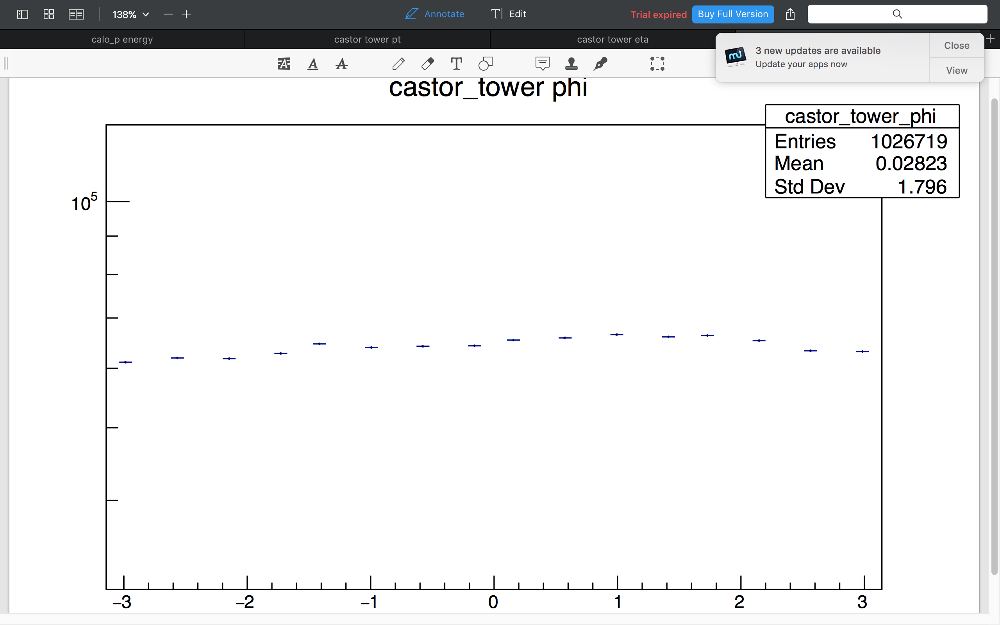 138%
Annotate
Edit
Trial expired
Buy Full Version
calo_p energy
castor tower pt
castor tower eta
3 new updates are available
Update your apps now
Close
View
castor_tower phi
castor_tower_phi
Entries 1026719
Mean 0.02823
Std Dev 1.796
10⁵
−3 −2 −1 0 1 2 3